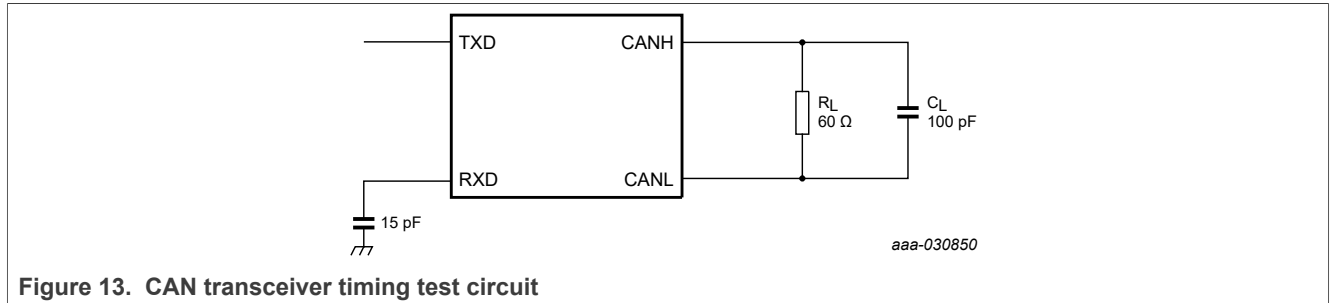 TXD CANH
RL
60 Ω
CL
100 pF
RXD CANL
15 pF
aaa-030850
Figure 13. CAN transceiver timing test circuit